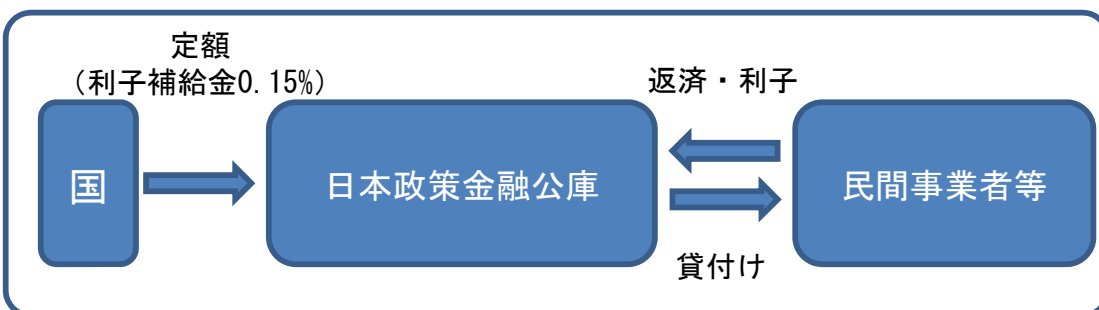 定額
(利子補給金0.15%)
返済・利子
国
日本政策金融公庫
民間事業者等
貸付け